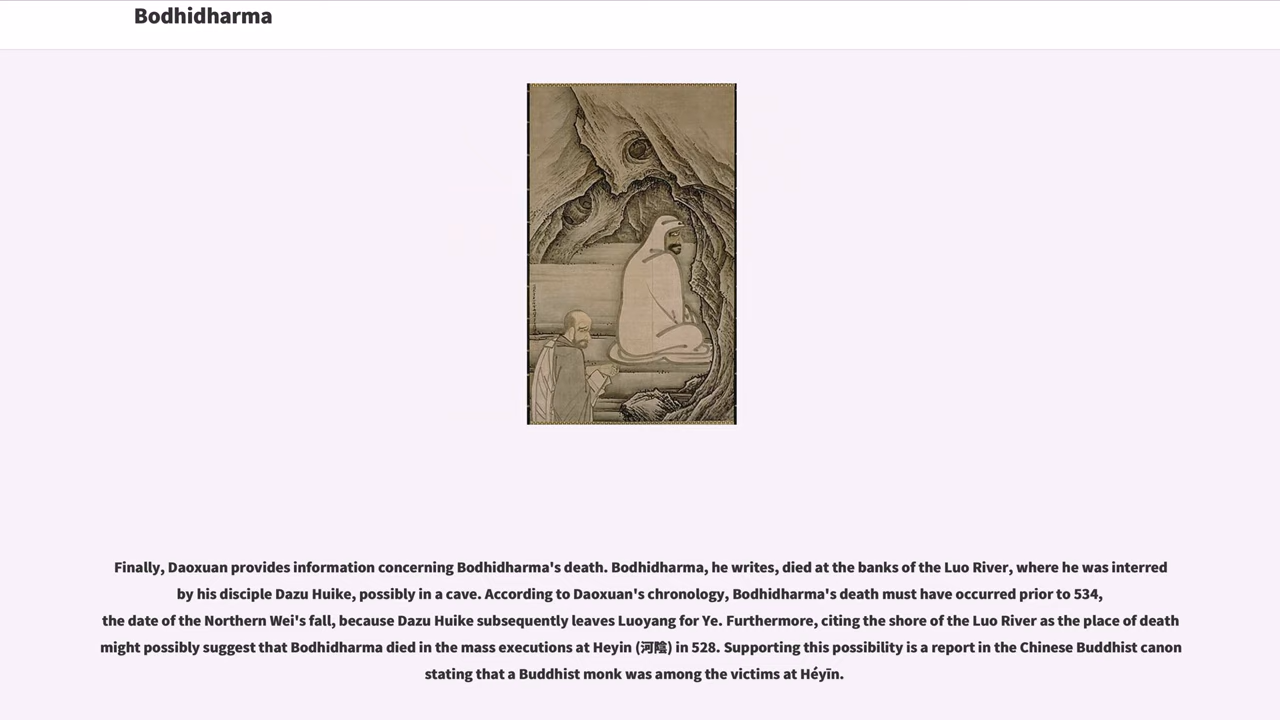 Bodhidharma
Finally, Daoxuan provides information concerning Bodhidharma's death. Bodhidharma, he writes, died at the banks of the Luo River, where he was interred
by his disciple Dazu Huike, possibly in a cave. According to Daoxuan's chronology, Bodhidharma's death must have occurred prior to 534,
the date of the Northern Wei's fall, because Dazu Huike subsequently leaves Luoyang for Ye. Furthermore, citing the shore of the Luo River as the place of death
might possibly suggest that Bodhidharma died in the mass executions at Heyin (河陰) in 528. Supporting this possibility is a report in the Chinese Buddhist canon
stating that a Buddhist monk was among the victims at Héyīn.